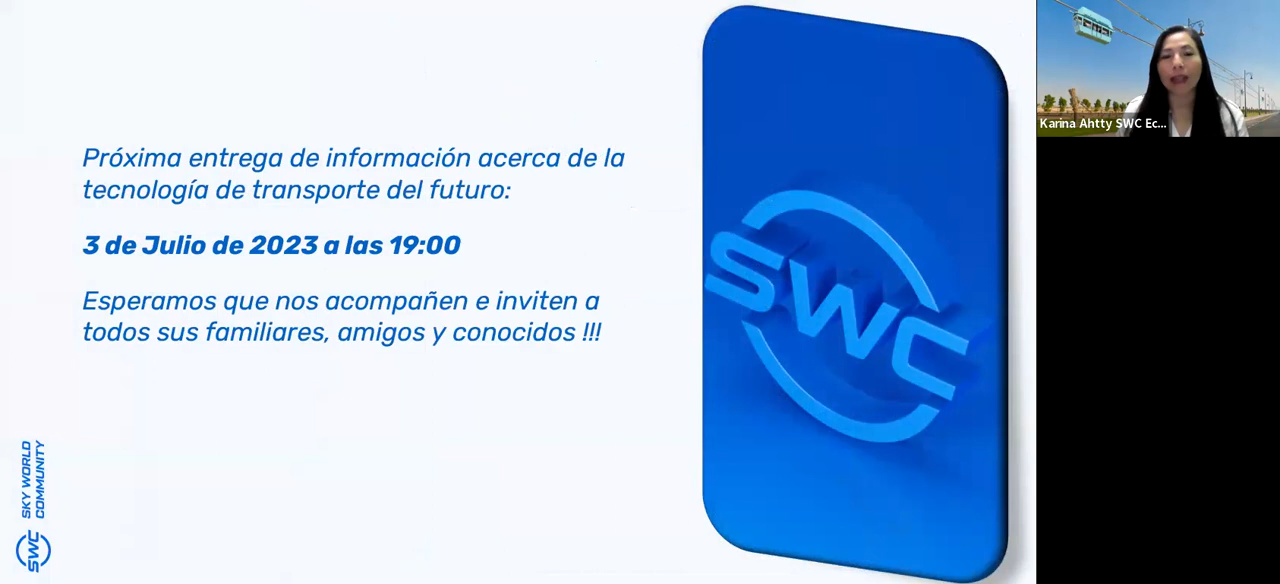 Próxima entrega de información acerca de la
tecnología de transporte del futuro:
3 de Julio de 2023 a las 19:00
Esperamos que nos acompañen e inviten a
todos sus familiares, amigos y conocidos !!!
SWC
SKY WORLD
COMMUNITY
SWC
Karina Ahtty SWC Ec...